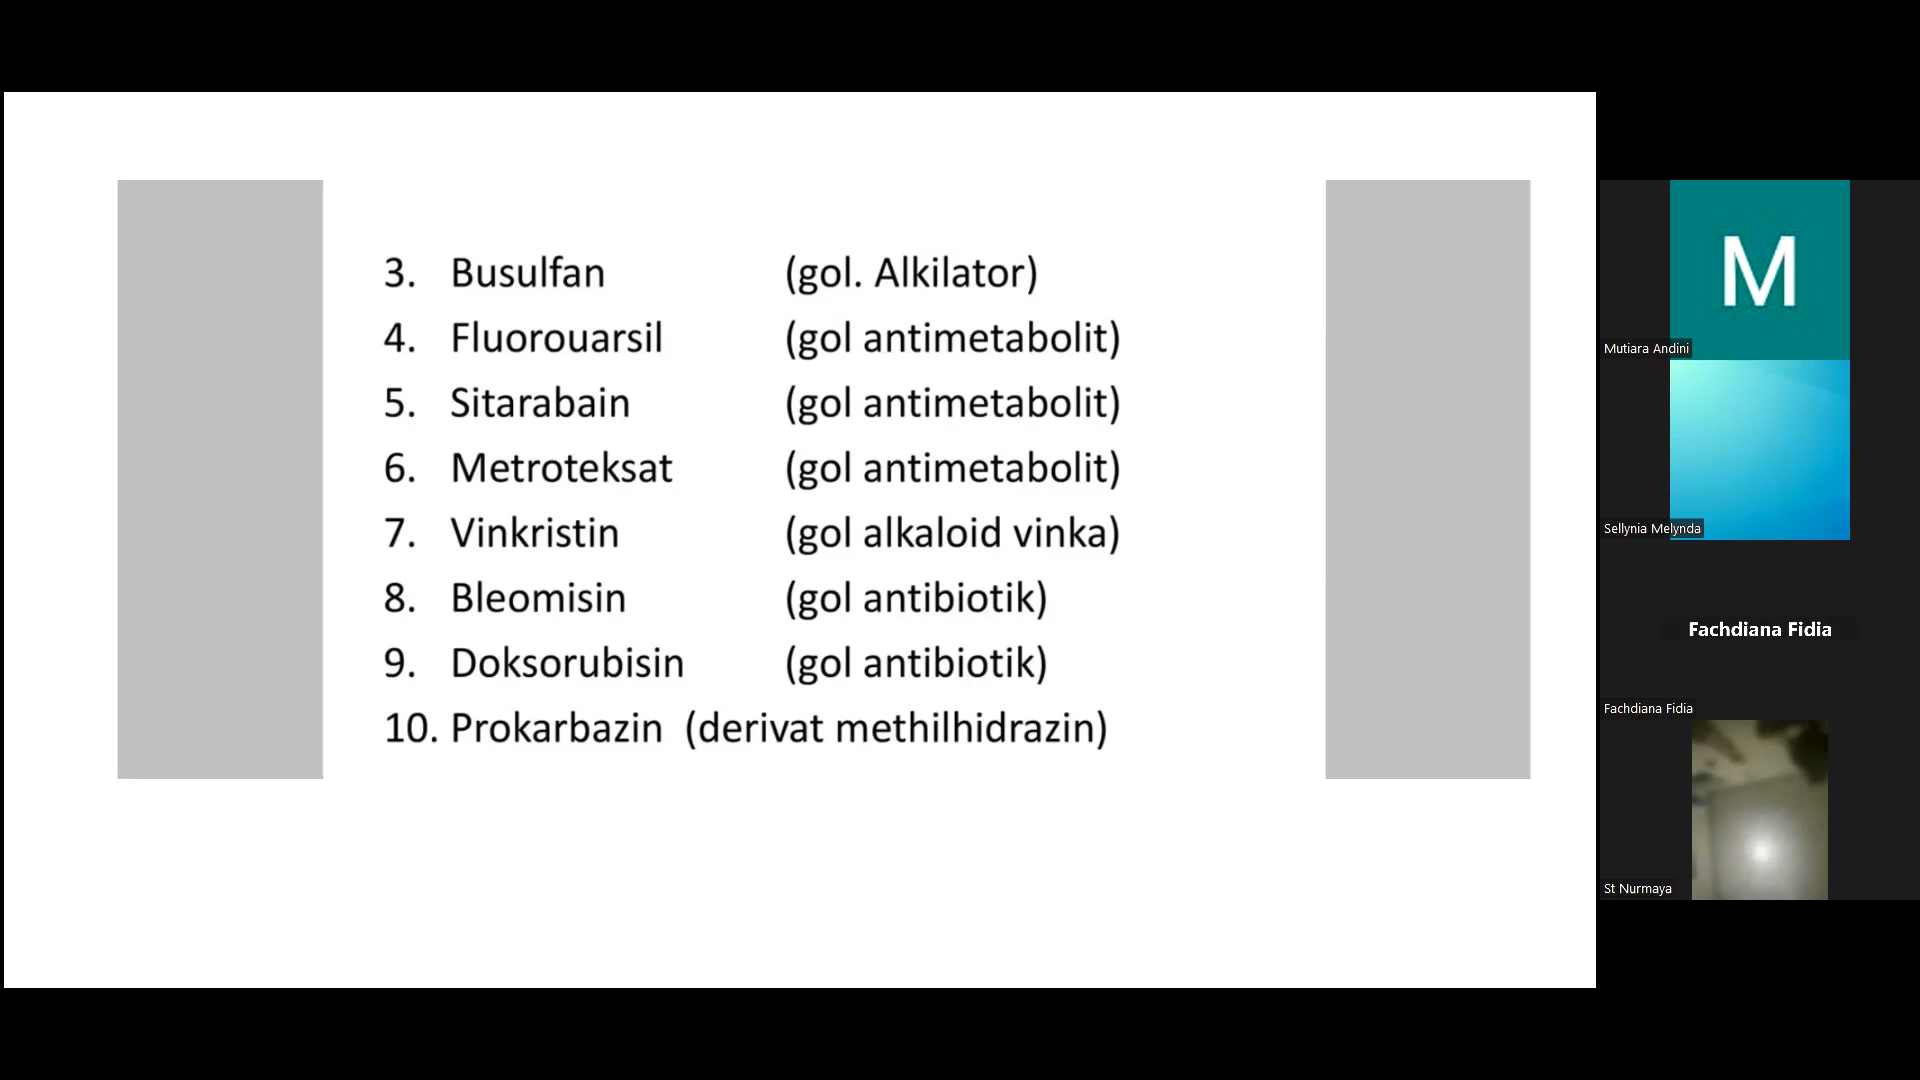 3. Busulfan (gol. Alkilator)
4. Fluorouarsil (gol antimetabolit)
5. Sitarabain (gol antimetabolit)
6. Metroteksat (gol antimetabolit)
7. Vinkristin (gol alkaloid vinka)
8. Bleomisin (gol antibiotik)
9. Doksorubisin (gol antibiotik)
10. Prokarbazin (derivat methilhidrazin)
M
Mutiara Andini
Sellynia Melynda
Fachdiana Fidia
Fachdiana Fidia
St Nurmaya